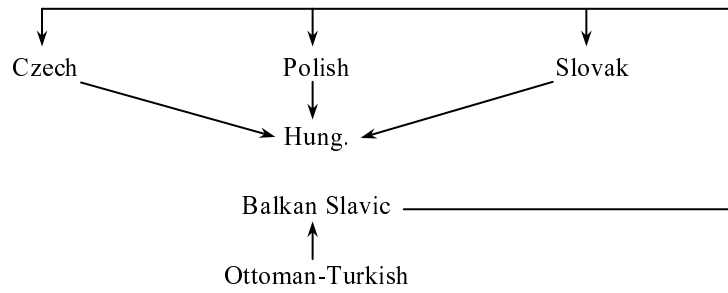 Czech Polish Slovak
Hung.
Balkan Slavic
Ottoman-Turkish